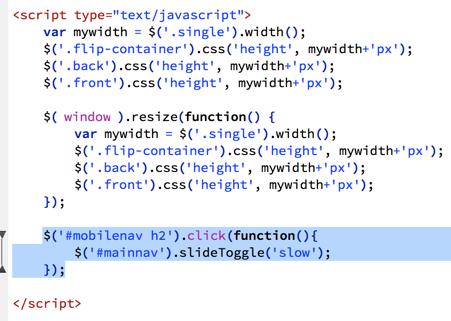 <script type="text/javascript">
var mywidth = $('.single').width();
$('.flip-container').css('height', mywidth+'px');
$('.back').css('height', mywidth+'px');
$('.front').css('height', mywidth+'px');
$( window ).resize(function() {
var mywidth = $('.single').width();
$('.flip-container').css('height', mywidth+'px');
$('.back').css('height', mywidth+'px');
$('.front').css('height', mywidth+'px');
});
$('#mobilenav h2').click(function(){
$('#mainnav').slideToggle('slow');
});
</script>